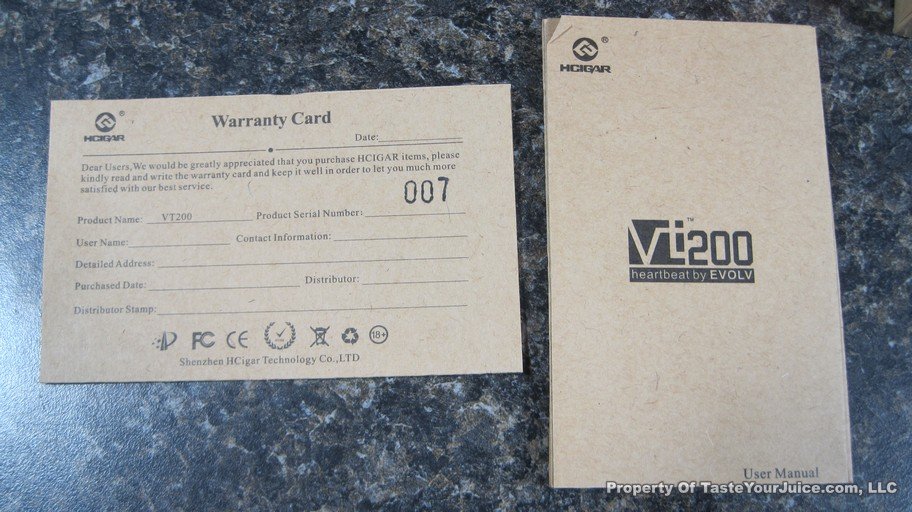 HCIGAR®
Warranty Card
Date:
Dear Users,We would be greatly appreciated that you purchase HCIGAR items, please
kindly read and write the warranty card and keep it well in order to let you much more
satisfied with our best service.
007
Product Name: VT200 Product Serial Number:
User Name: Contact Information:
Detailed Address:
Purchased Date: Distributor:
Distributor Stamp:
FC CE 18+
Shenzhen HCigar Technology Co.,LTD
HCIGAR®
VT200™
heartbeat by EVOLV
User Manual
Property Of TasteYourJuice.com, LLC